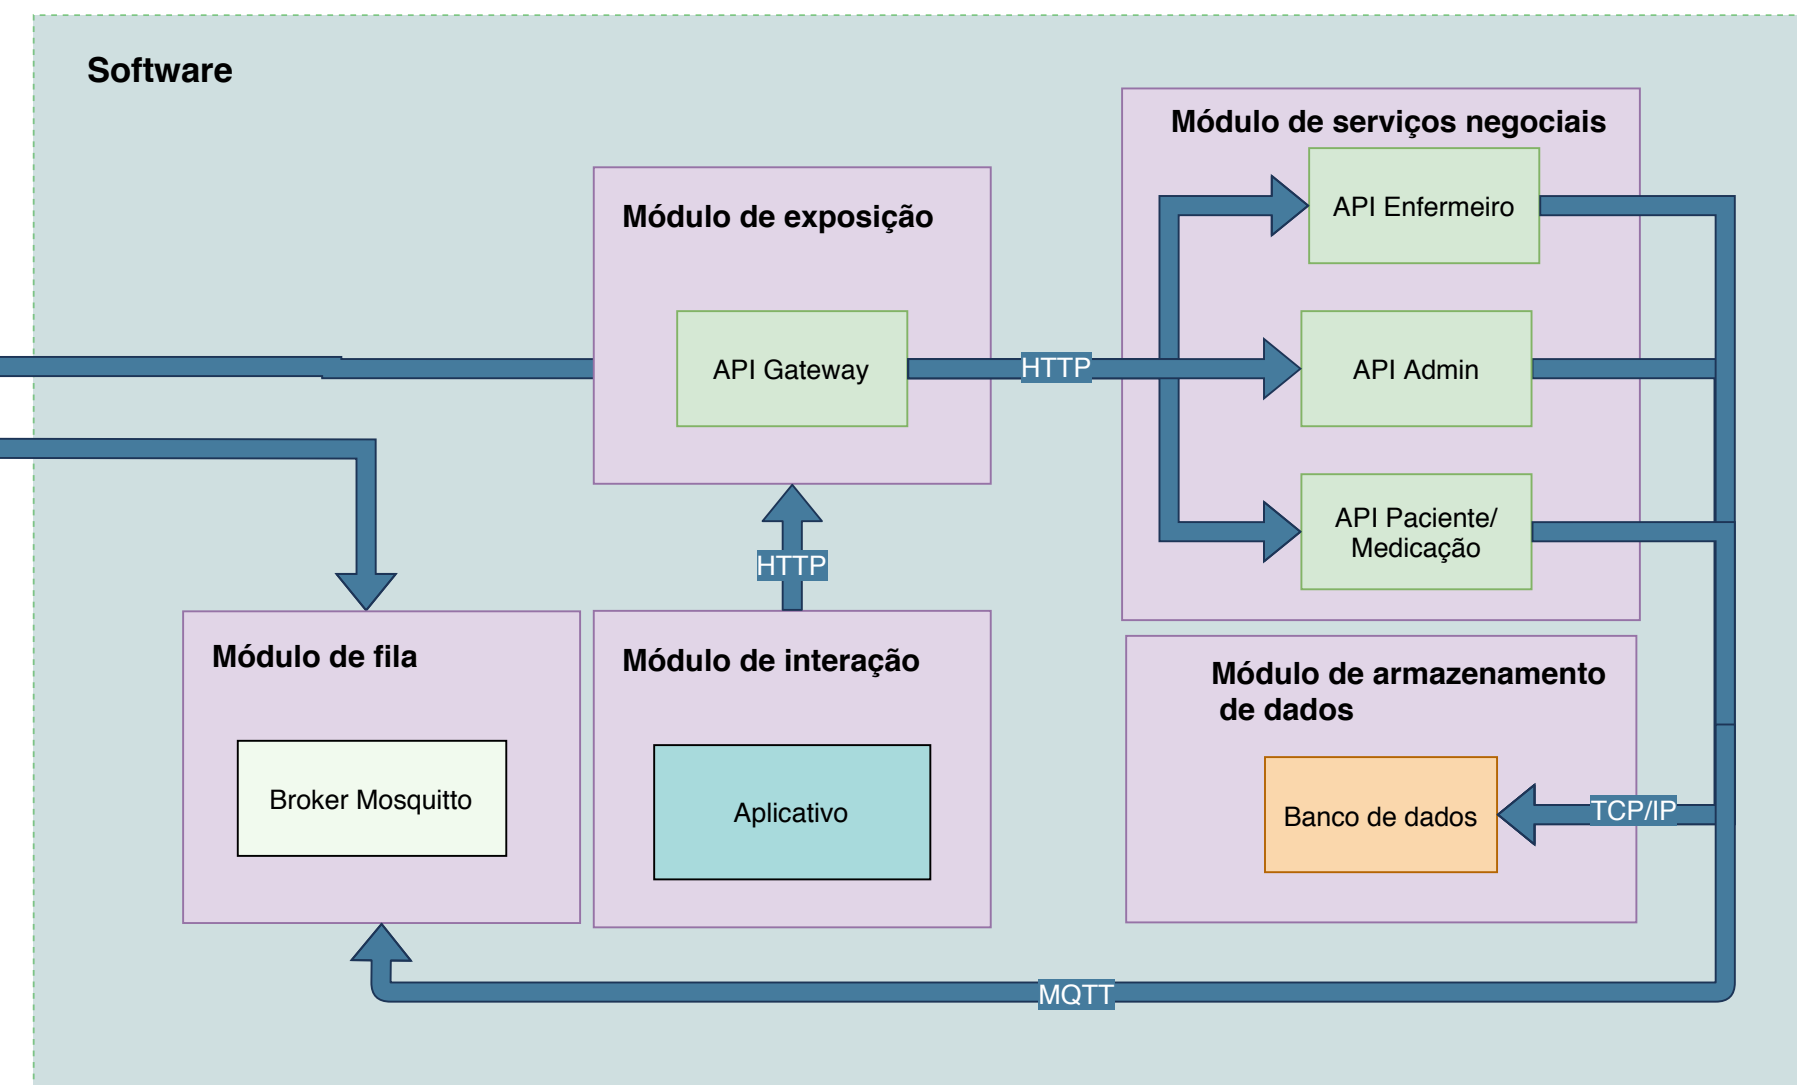 Software
Módulo de serviços negociais
API Enfermeiro
Módulo de exposição
API Gateway
HTTP
API Admin
API Paciente/
Medicação
HTTP
Módulo de fila
Broker Mosquitto
Módulo de interação
Aplicativo
Módulo de armazenamento
de dados
Banco de dados
TCP/IP
MQTT